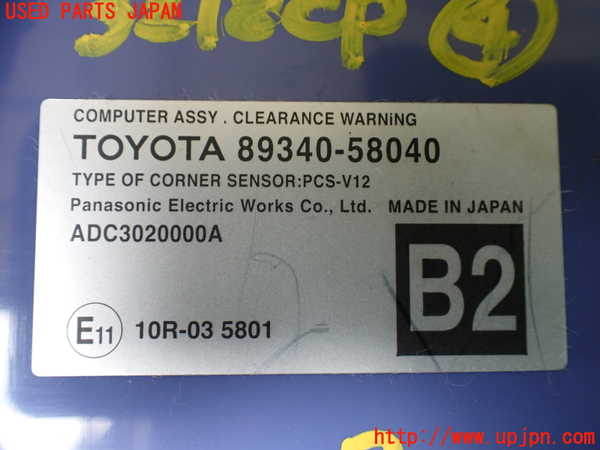 USED PARTS JAPAN
COMPUTER ASSY . CLEARANCE WARNiNG
TOYOTA 89340-58040
TYPE OF CORNER SENSOR:PCS-V12
Panasonic Electric Works Co., Ltd. MADE IN JAPAN
ADC3020000A
B2
E11 10R-03 5801
http://www.upjpn.com